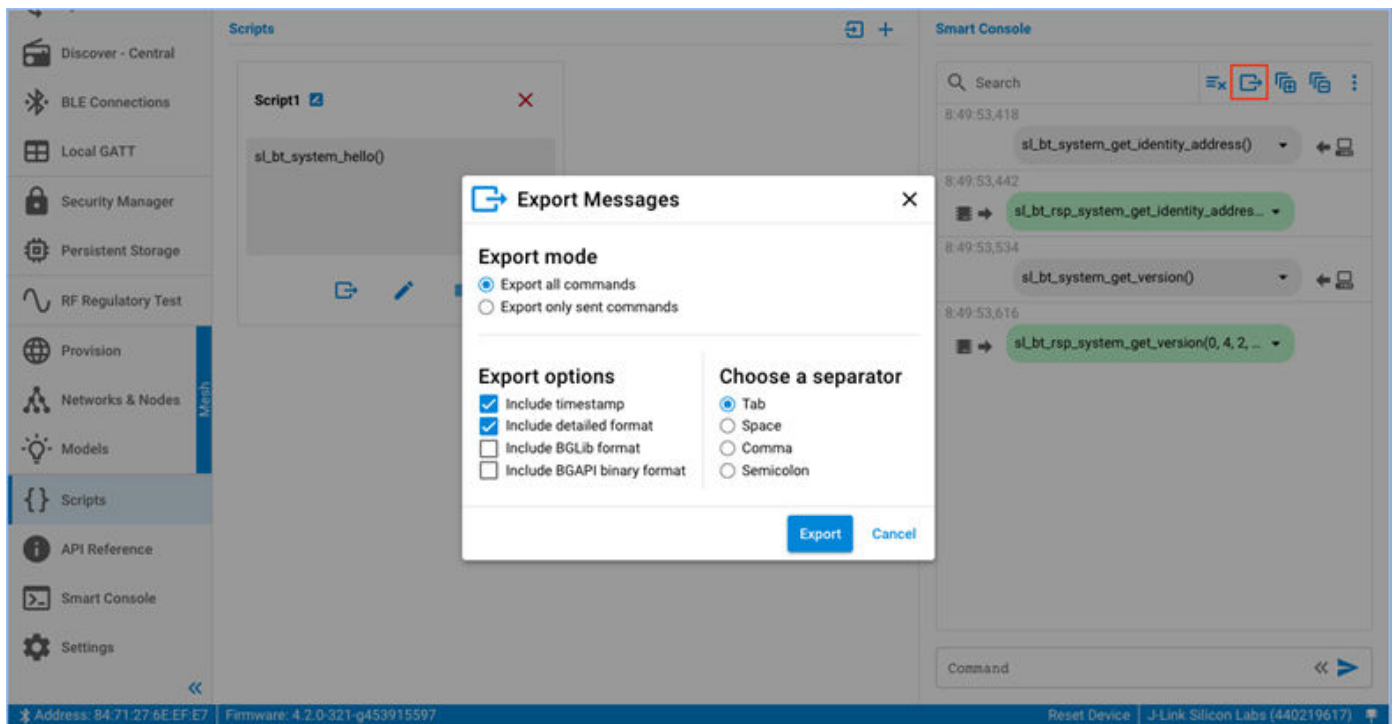 Discover - Central
BLE Connections
Local GATT
Security Manager
Persistent Storage
RF Regulatory Test
Provision
Networks & Nodes
Models
Mesh
Scripts
API Reference
Smart Console
Settings
Scripts
Script1
sl_bt_system_hello()
Export Messages
Export mode
Export all commands
Export only sent commands
Export options
Include timestamp
Include detailed format
Include BGLib format
Include BGAPI binary format
Choose a separator
Tab
Space
Comma
Semicolon
Export
Cancel
Smart Console
Search
8:49:53,418
sl_bt_system_get_identity_address()
8:49:53,442
sl_bt_rsp_system_get_identity_addres...
8:49:53,534
sl_bt_system_get_version()
8:49:53,616
sl_bt_rsp_system_get_version(0, 4, 2, ...
Command
Address: 84:71:27:6E:EF:E7
Firmware: 4.2.0-321-g453915597
Reset Device
J-Link Silicon Labs (440219617)